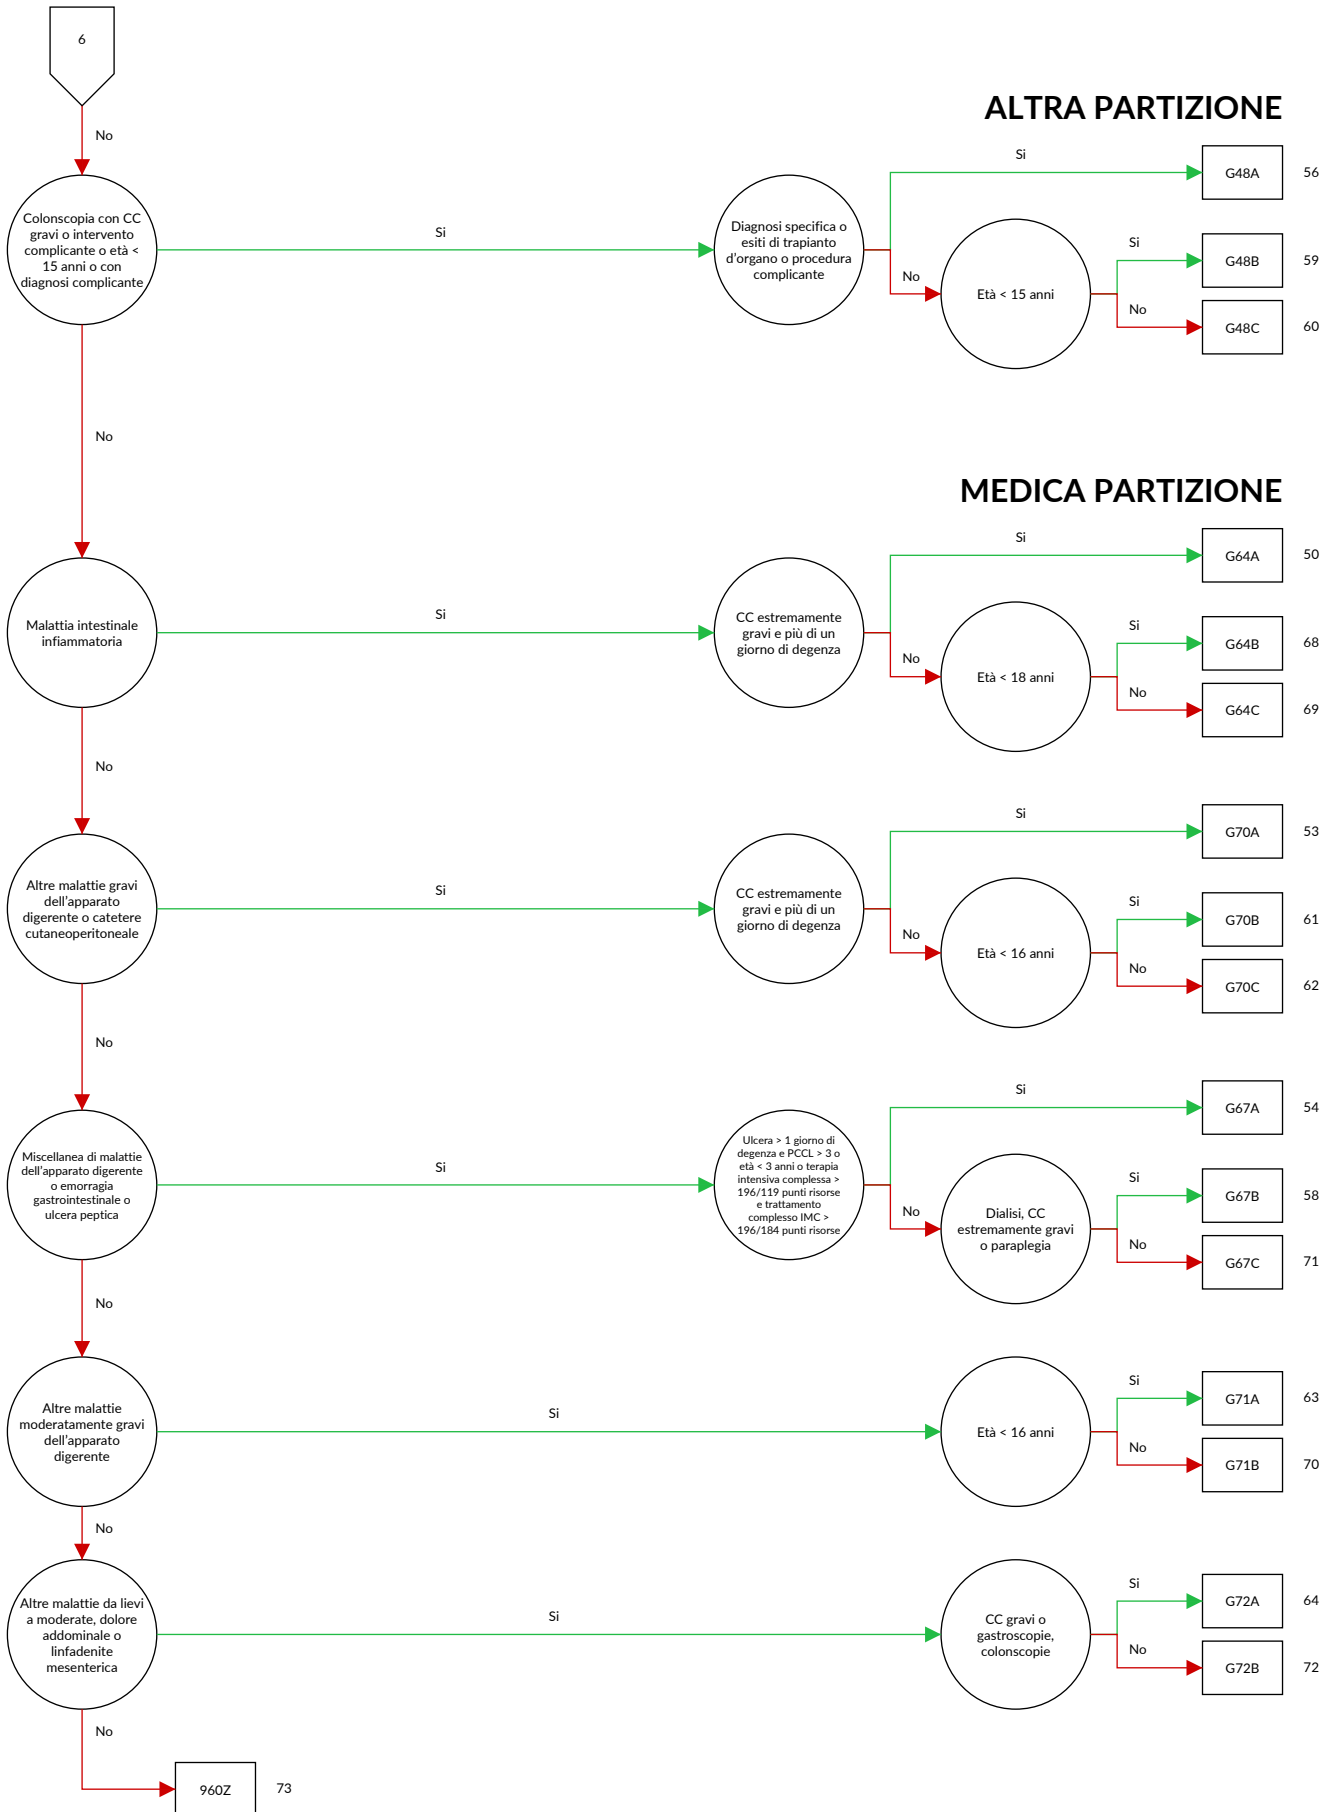 6
No
ALTRA PARTIZIONE
Colonscopia con CC
gravi o intervento
complicante o età <
15 anni o con
diagnosi complicante
Si
Diagnosi specifica o
esiti di trapianto
d'organo o procedura
complicante
Si
G48A
56
No
Età < 15 anni
Si
G48B
59
No
G48C
60
No
MEDICA PARTIZIONE
Malattia intestinale
infiammatoria
Si
CC estremamente
gravi e più di un
giorno di degenza
Si
G64A
50
No
Età < 18 anni
Si
G64B
68
No
G64C
69
No
Altre malattie gravi
dell'apparato
digerente o catetere
cutaneoperitoneale
Si
CC estremamente
gravi e più di un
giorno di degenza
Si
G70A
53
No
Età < 16 anni
Si
G70B
61
No
G70C
62
No
Miscellanea di malattie
dell'apparato digerente
o emorragia
gastrointestinale o
ulcera peptica
Si
Ulcera > 1 giorno di
degenza e PCCL > 3 o
età < 3 anni o terapia
intensiva complessa >
196/119 punti risorse
e trattamento
complesso IMC >
196/184 punti risorse
Si
G67A
54
No
Dialisi, CC
estremamente gravi
o paraplegia
Si
G67B
58
No
G67C
71
No
Altre malattie
moderatamente gravi
dell'apparato
digerente
Si
Età < 16 anni
Si
G71A
63
No
G71B
70
No
Altre malattie da lievi
a moderate, dolore
addominale o
linfadenite
mesenterica
Si
CC gravi o
gastroscopie,
colonscopie
Si
G72A
64
No
G72B
72
No
960Z
73